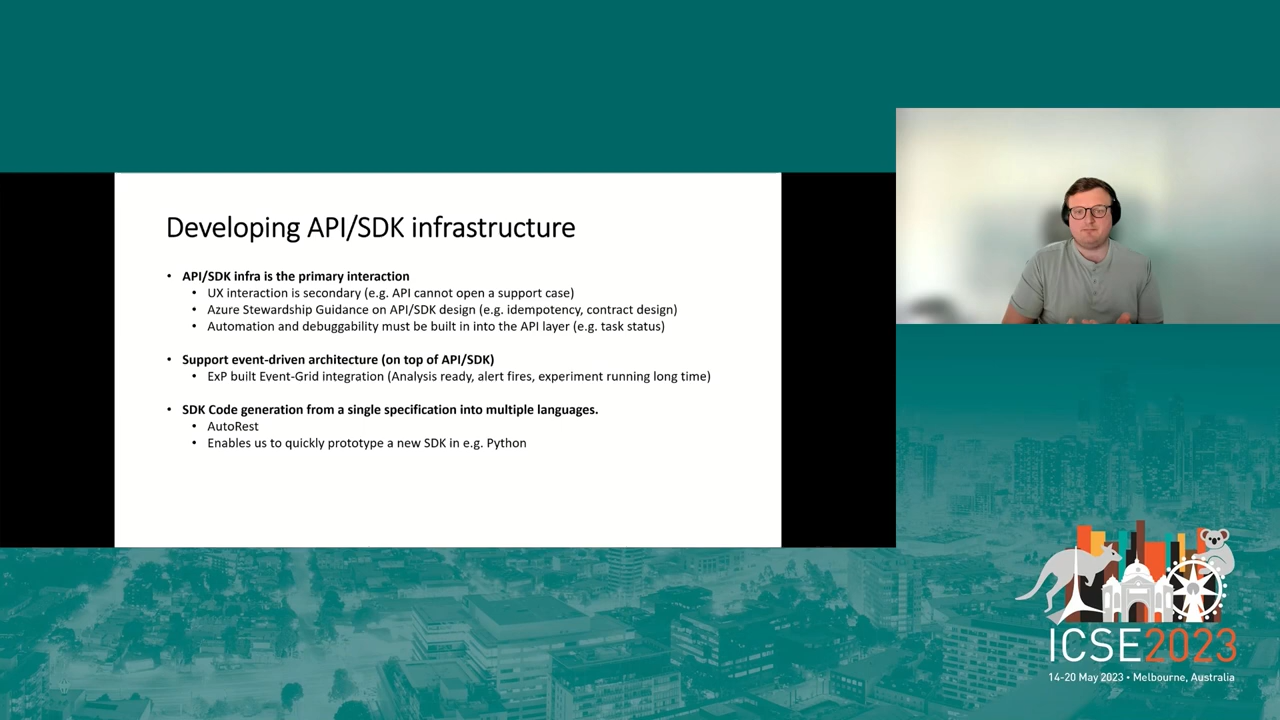 Developing API/SDK infrastructure
• API/SDK infra is the primary interaction
• UX interaction is secondary (e.g. API cannot open a support case)
• Azure Stewardship Guidance on API/SDK design (e.g. idempotency, contract design)
• Automation and debuggability must be built in into the API layer (e.g. task status)
• Support event-driven architecture (on top of API/SDK)
• ExP built Event-Grid integration (Analysis ready, alert fires, experiment running long time)
• SDK Code generation from a single specification into multiple languages.
• AutoRest
• Enables us to quickly prototype a new SDK in e.g. Python
ICSE2023
14-20 May 2023 • Melbourne, Australia